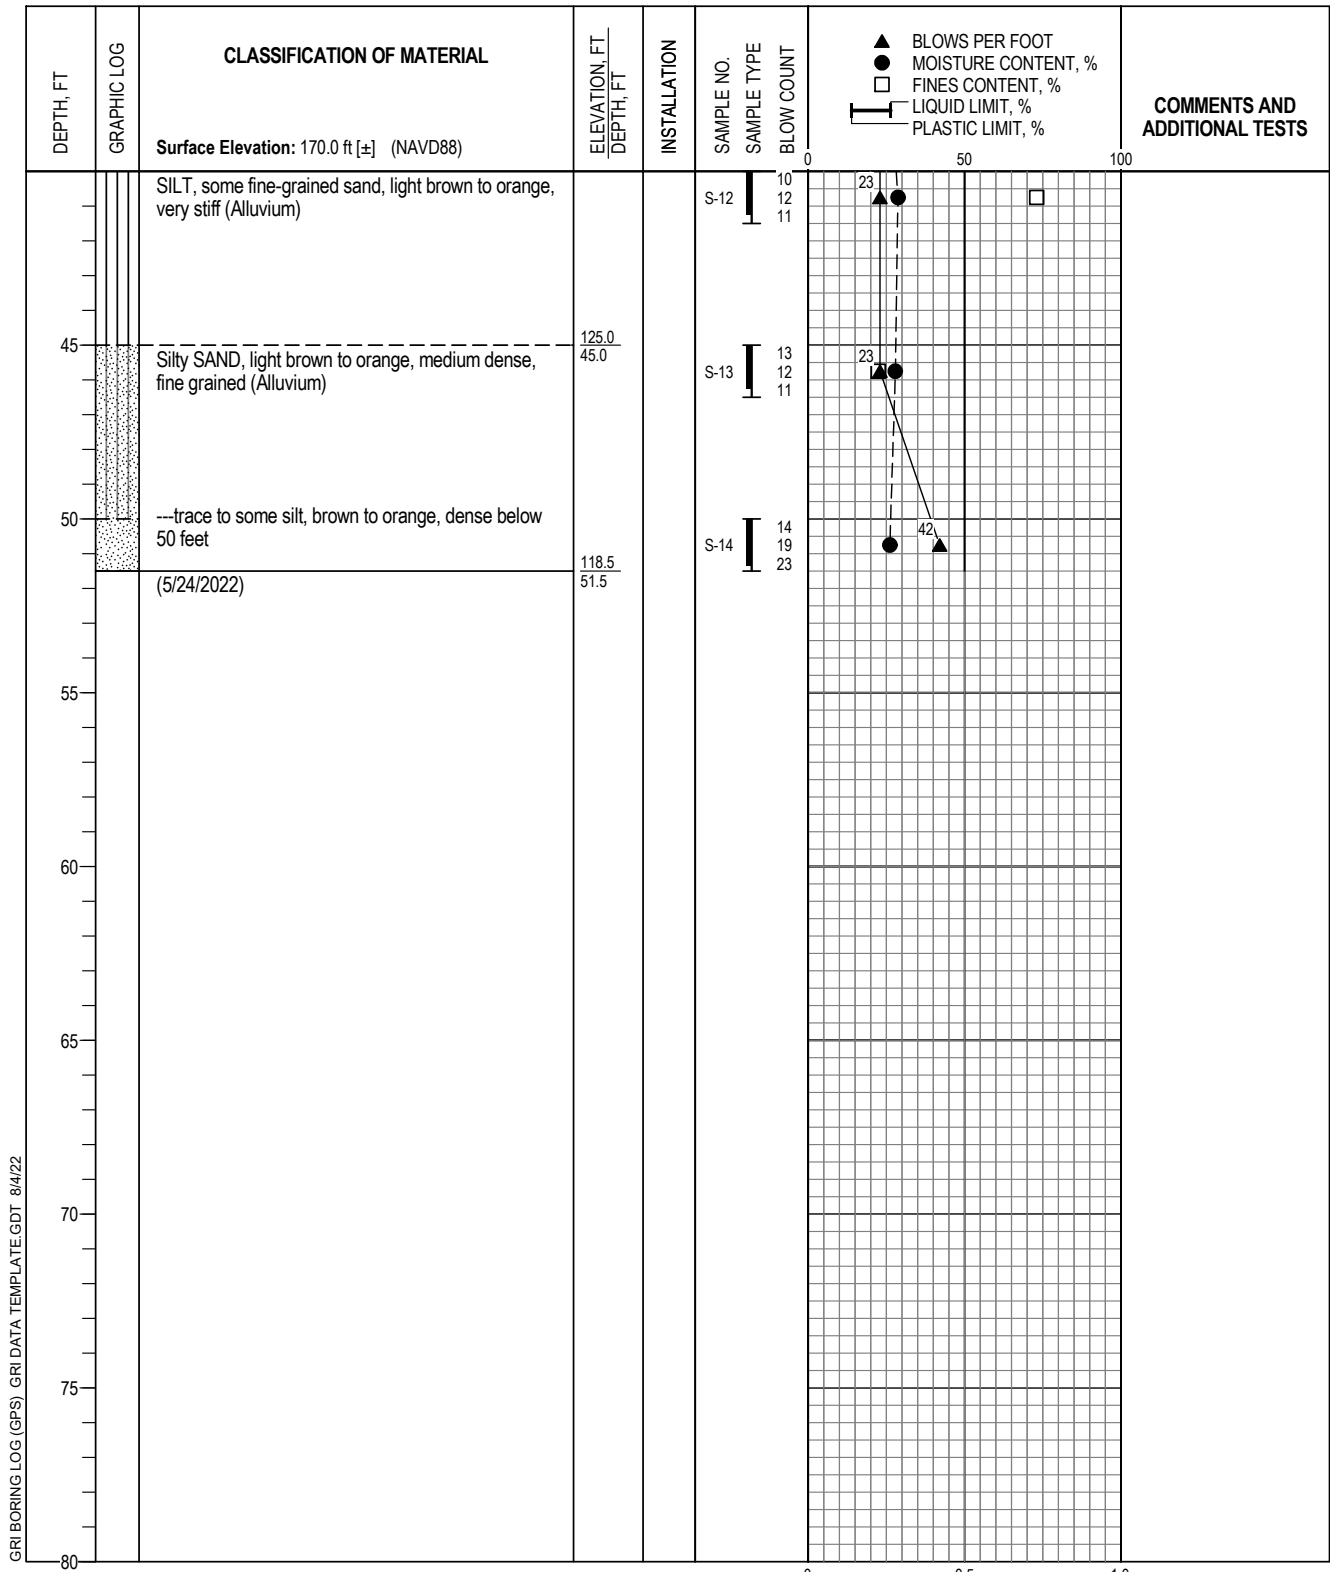 DEPTH, FT
GRAPHIC LOG
CLASSIFICATION OF MATERIAL
Surface Elevation: 170.0 ft [±] (NAVD88)
ELEVATION, FT
DEPTH, FT
INSTALLATION
SAMPLE NO.
SAMPLE TYPE
BLOW COUNT
BLOWS PER FOOT
MOISTURE CONTENT, %
FINES CONTENT, %
LIQUID LIMIT, %
PLASTIC LIMIT, %
0 50 100
COMMENTS AND
ADDITIONAL TESTS
SILT, some fine-grained sand, light brown to orange,
very stiff (Alluvium)
S-12
10
12
11
23
45
125.0
45.0
Silty SAND, light brown to orange, medium dense,
fine grained (Alluvium)
S-13
13
12
11
23
50
---trace to some silt, brown to orange, dense below
50 feet
S-14
14
19
23
42
118.5
51.5
(5/24/2022)
55
60
65
70
75
80
0 0.5 1.0
GRI BORING LOG (GPS) GRI DATA TEMPLATE.GDT 8/4/22